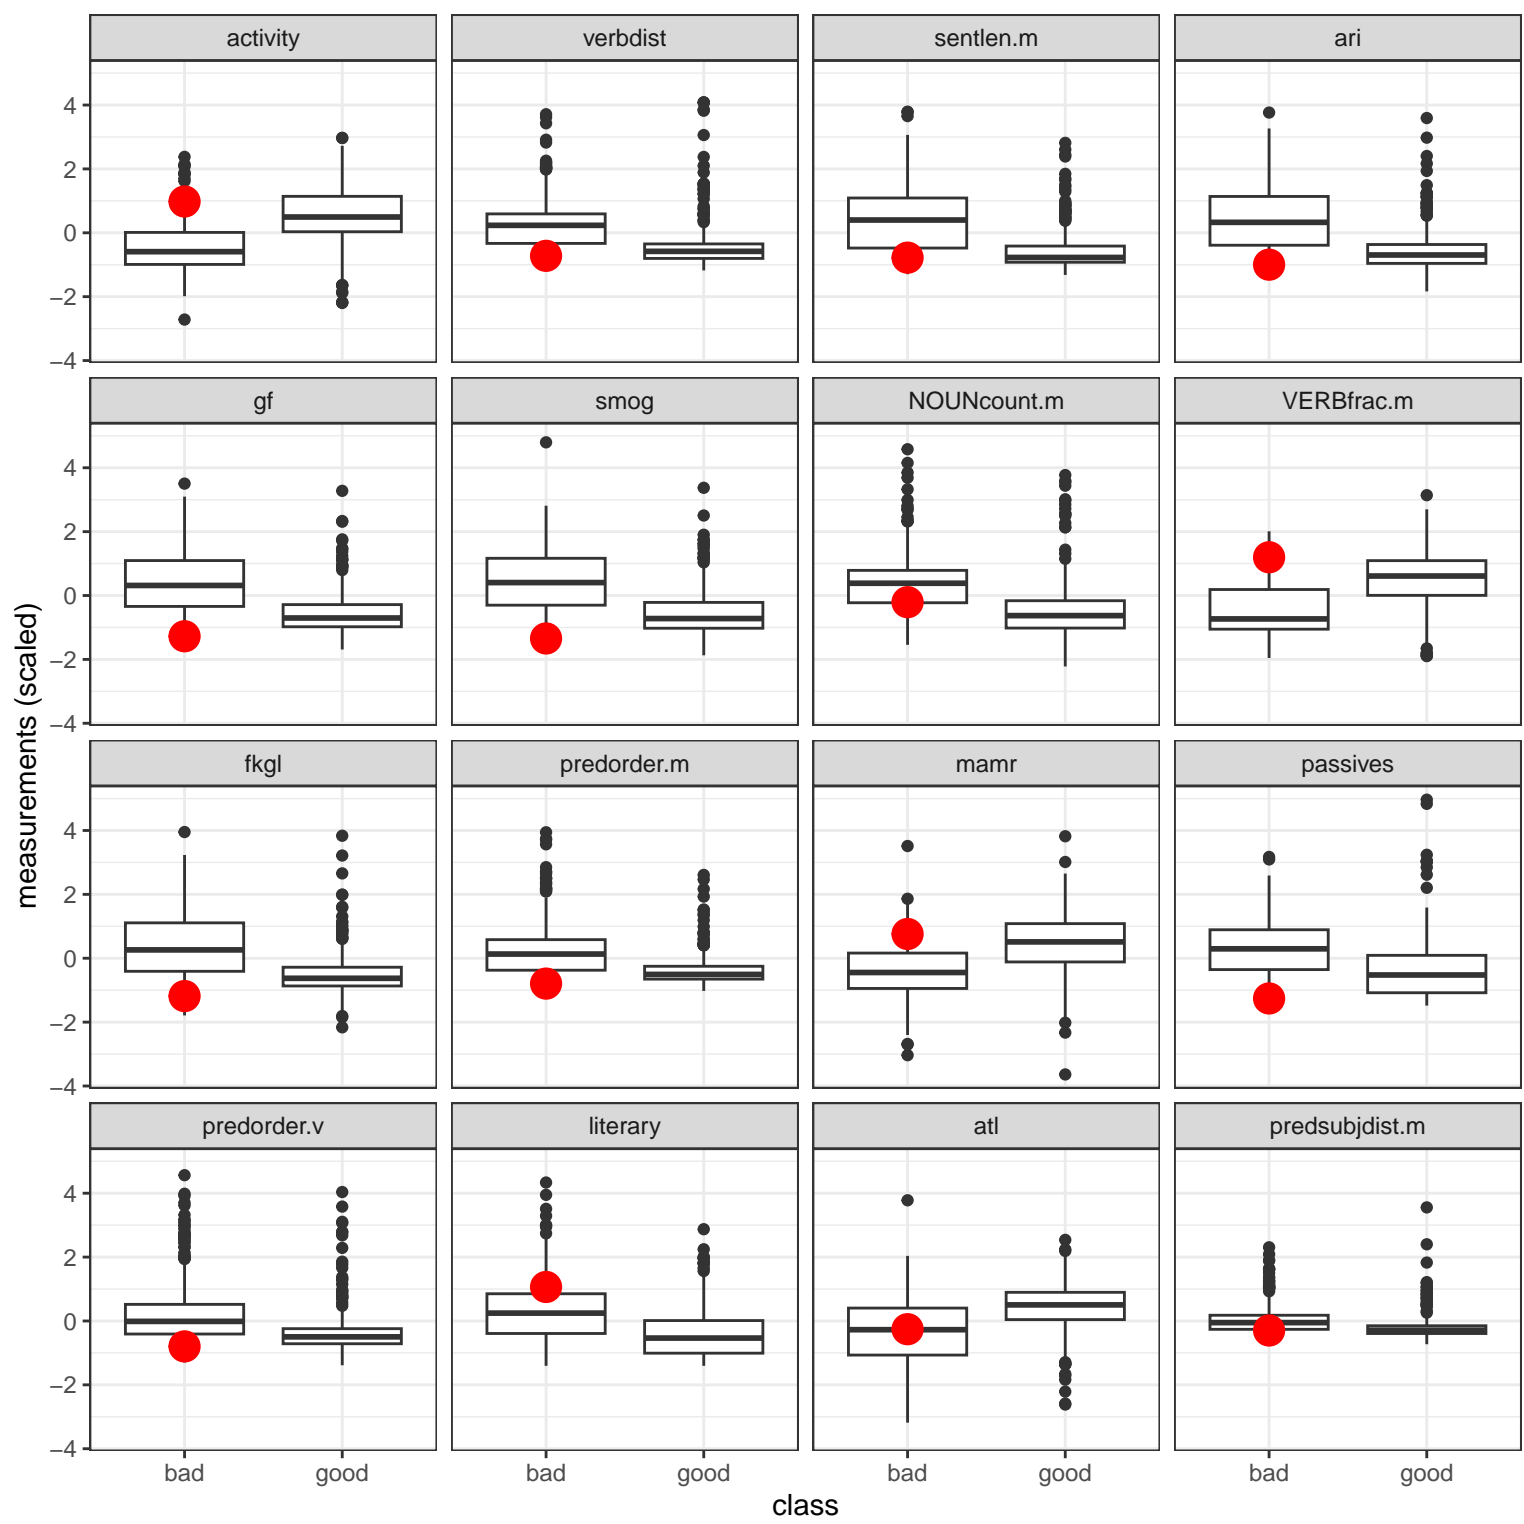 activity verbdist sentlen.m ari
4
2
0
−2
−4
gf smog NOUNcount.m VERBfrac.m
4
2
0
−2
−4
fkgl predorder.m mamr passives
4
2
0
−2
−4
predorder.v literary atl predsubjdist.m
4
2
0
−2
−4
bad good bad good bad good bad good
class
measurements (scaled)